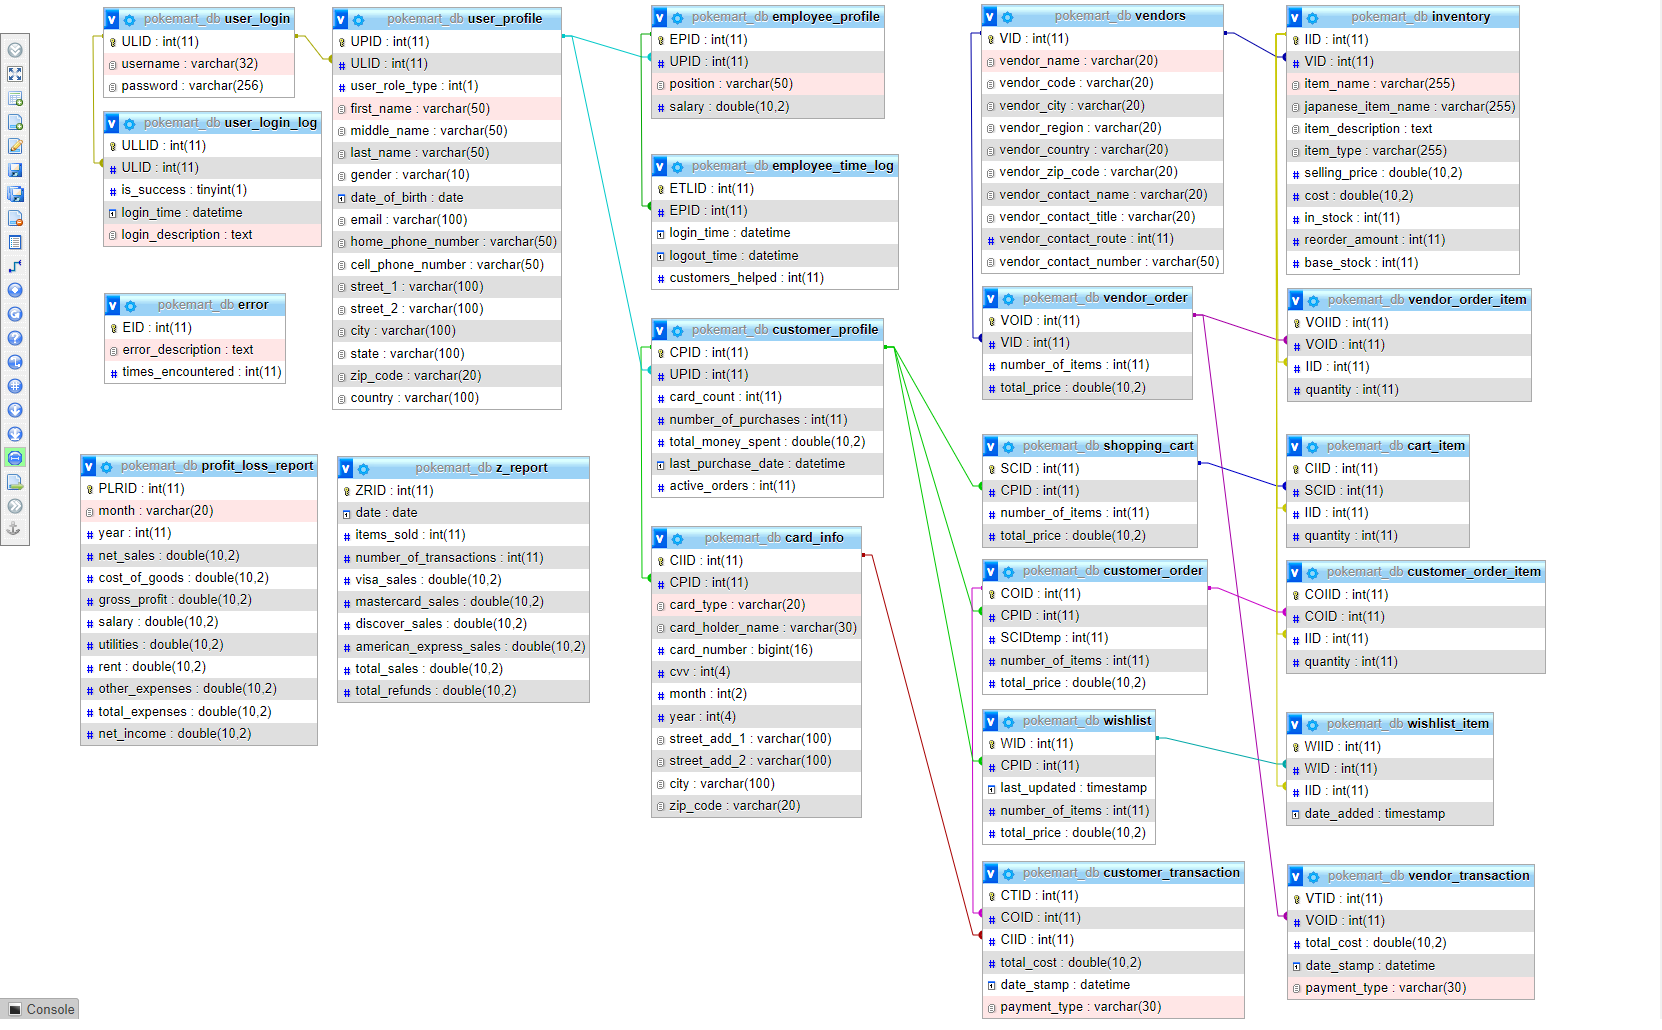 pokemart_db user_login
ULID : int(11)
username : varchar(32)
password : varchar(256)
pokemart_db user_login_log
ULLID : int(11)
ULID : int(11)
is_success : tinyint(1)
login_time : datetime
login_description : text
pokemart_db error
EID : int(11)
error_description : text
times_encountered : int(11)
pokemart_db user_profile
UPID : int(11)
ULID : int(11)
user_role_type : int(1)
first_name : varchar(50)
middle_name : varchar(50)
last_name : varchar(50)
gender : varchar(10)
date_of_birth : date
email : varchar(100)
home_phone_number : varchar(50)
cell_phone_number : varchar(50)
street_1 : varchar(100)
street_2 : varchar(100)
city : varchar(100)
state : varchar(100)
zip_code : varchar(20)
country : varchar(100)
pokemart_db profit_loss_report
PLRID : int(11)
month : varchar(20)
year : int(11)
net_sales : double(10,2)
cost_of_goods : double(10,2)
gross_profit : double(10,2)
salary : double(10,2)
utilities : double(10,2)
rent : double(10,2)
other_expenses : double(10,2)
total_expenses : double(10,2)
net_income : double(10,2)
pokemart_db z_report
ZRID : int(11)
date : date
items_sold : int(11)
number_of_transactions : int(11)
visa_sales : double(10,2)
mastercard_sales : double(10,2)
discover_sales : double(10,2)
american_express_sales : double(10,2)
total_sales : double(10,2)
total_refunds : double(10,2)
pokemart_db employee_profile
EPID : int(11)
UPID : int(11)
position : varchar(50)
salary : double(10,2)
pokemart_db employee_time_log
ETLID : int(11)
EPID : int(11)
login_time : datetime
logout_time : datetime
customers_helped : int(11)
pokemart_db customer_profile
CPID : int(11)
UPID : int(11)
card_count : int(11)
number_of_purchases : int(11)
total_money_spent : double(10,2)
last_purchase_date : datetime
active_orders : int(11)
pokemart_db card_info
CIID : int(11)
CPID : int(11)
card_type : varchar(20)
card_holder_name : varchar(30)
card_number : bigint(16)
cvv : int(4)
month : int(2)
year : int(4)
street_add_1 : varchar(100)
street_add_2 : varchar(100)
city : varchar(100)
zip_code : varchar(20)
pokemart_db vendors
VID : int(11)
vendor_name : varchar(20)
vendor_code : varchar(20)
vendor_city : varchar(20)
vendor_region : varchar(20)
vendor_country : varchar(20)
vendor_zip_code : varchar(20)
vendor_contact_name : varchar(20)
vendor_contact_title : varchar(20)
vendor_contact_route : int(11)
vendor_contact_number : varchar(50)
pokemart_db vendor_order
VOID : int(11)
VID : int(11)
number_of_items : int(11)
total_price : double(10,2)
pokemart_db shopping_cart
SCID : int(11)
CPID : int(11)
number_of_items : int(11)
total_price : double(10,2)
pokemart_db customer_order
COID : int(11)
CPID : int(11)
SCIDtemp : int(11)
number_of_items : int(11)
total_price : double(10,2)
pokemart_db wishlist
WID : int(11)
CPID : int(11)
last_updated : timestamp
number_of_items : int(11)
total_price : double(10,2)
pokemart_db customer_transaction
CTID : int(11)
COID : int(11)
CIID : int(11)
total_cost : double(10,2)
date_stamp : datetime
payment_type : varchar(30)
pokemart_db inventory
IID : int(11)
VID : int(11)
item_name : varchar(255)
japanese_item_name : varchar(255)
item_description : text
item_type : varchar(255)
selling_price : double(10,2)
cost : double(10,2)
in_stock : int(11)
reorder_amount : int(11)
base_stock : int(11)
pokemart_db vendor_order_item
VOIID : int(11)
VOID : int(11)
IID : int(11)
quantity : int(11)
pokemart_db cart_item
CIID : int(11)
SCID : int(11)
IID : int(11)
quantity : int(11)
pokemart_db customer_order_item
COIID : int(11)
COID : int(11)
IID : int(11)
quantity : int(11)
pokemart_db wishlist_item
WIID : int(11)
WID : int(11)
IID : int(11)
date_added : timestamp
pokemart_db vendor_transaction
VTID : int(11)
VOID : int(11)
total_cost : double(10,2)
date_stamp : datetime
payment_type : varchar(30)
Console